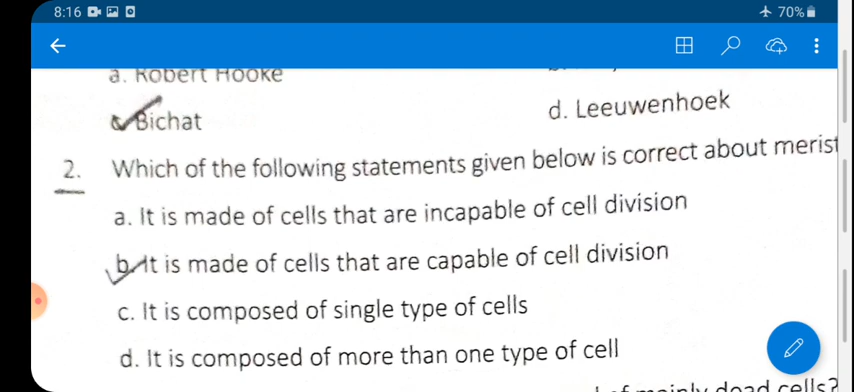 8:16
70%
a. Robert Hooke
c. Bichat
d. Leeuwenhoek
2. Which of the following statements given below is correct about merist
a. It is made of cells that are incapable of cell division
b. It is made of cells that are capable of cell division
c. It is composed of single type of cells
d. It is composed of more than one type of cell
mainly dead cells?